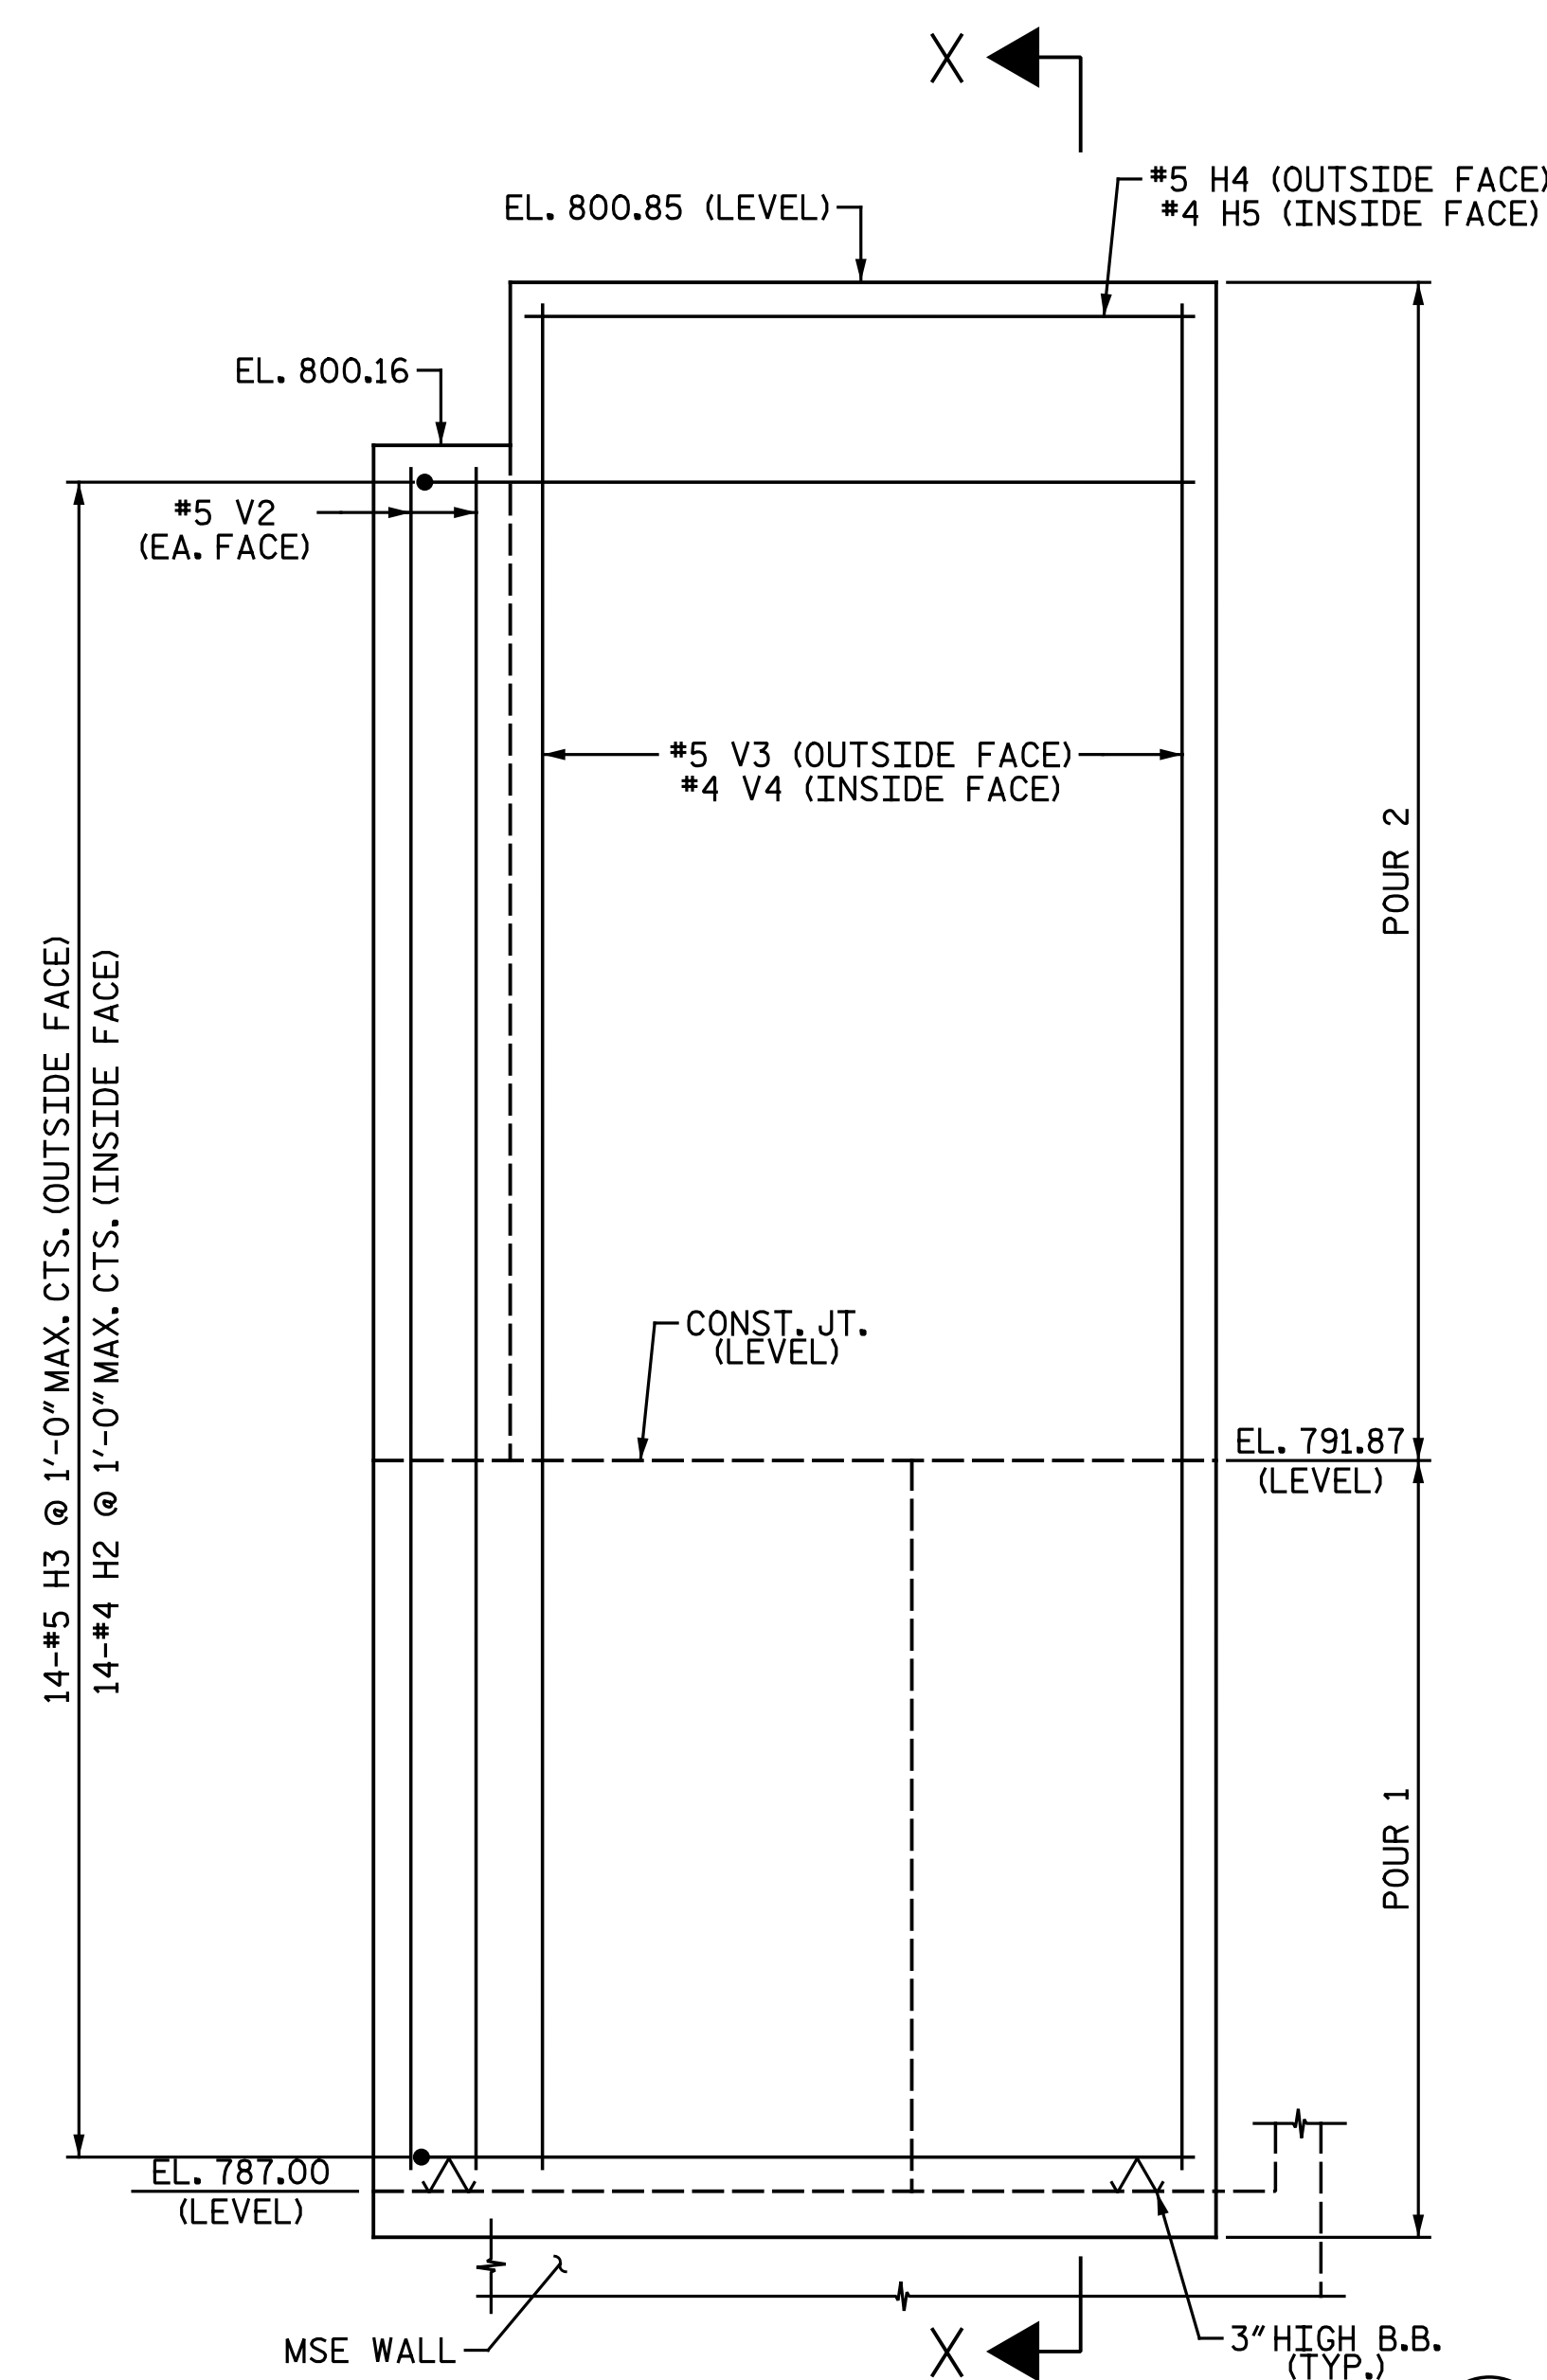 X
#5 H4 (OUTSIDE FACE)
#4 H5 (INSIDE FACE)
EL. 800.85 (LEVEL)
EL. 800.16
#5 V2
(EA. FACE)
#5 V3 (OUTSIDE FACE)
#4 V4 (INSIDE FACE)
POUR 2
14-#5 H3 @ 1'-0" MAX. CTS. (OUTSIDE FACE)
14-#4 H2 @ 1'-0" MAX. CTS. (INSIDE FACE)
CONST. JT.
(LEVEL)
EL. 791.87
(LEVEL)
POUR 1
EL. 787.00
(LEVEL)
MSE WALL
X
3" HIGH B.B.
(TYP.)